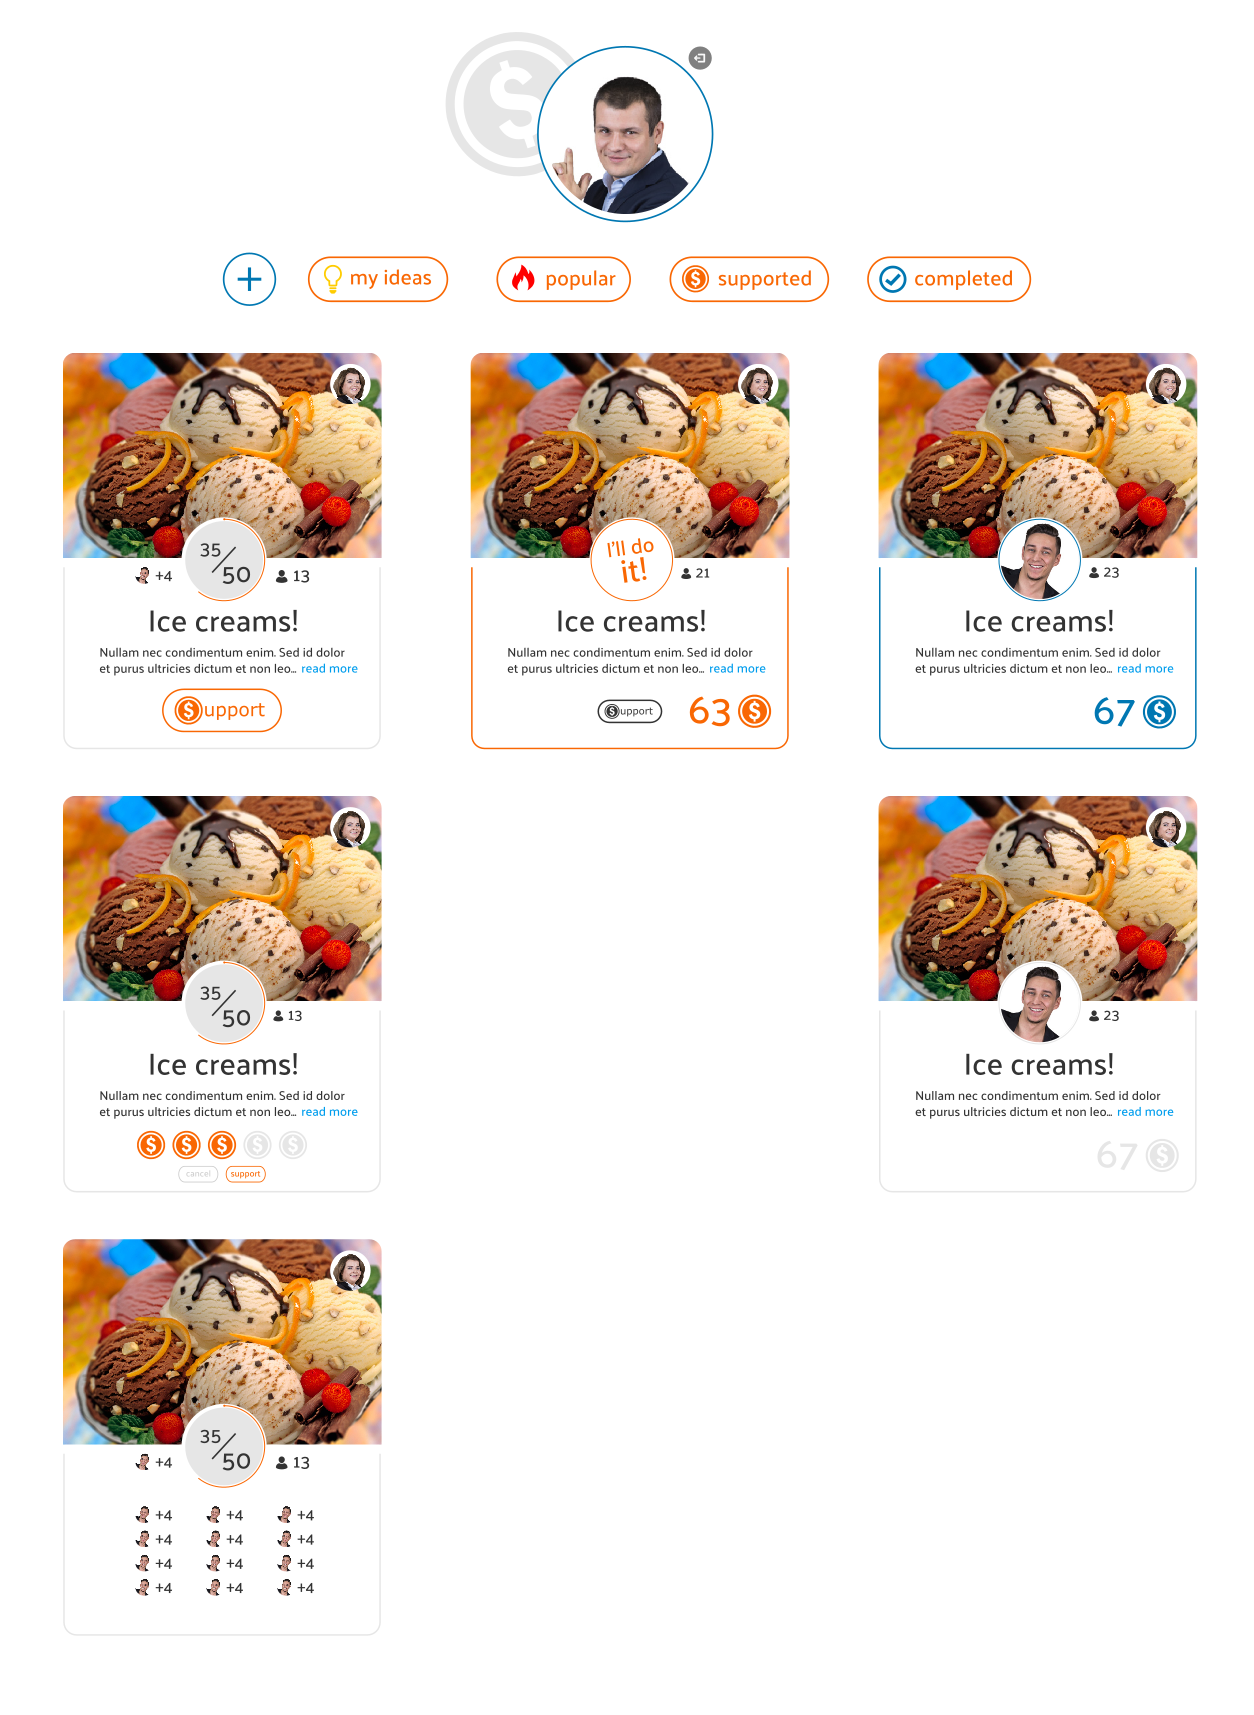 my ideas
popular
supported
completed
35/50
+4
13
Ice creams!
Nullam nec condimentum enim. Sed id dolor
et purus ultricies dictum et non leo... read more
$upport
I'll do
it!
21
Ice creams!
Nullam nec condimentum enim. Sed id dolor
et purus ultricies dictum et non leo... read more
$upport
63
23
Ice creams!
Nullam nec condimentum enim. Sed id dolor
et purus ultricies dictum et non leo... read more
67
35/50
13
Ice creams!
Nullam nec condimentum enim. Sed id dolor
et purus ultricies dictum et non leo... read more
cancel
support
23
Ice creams!
Nullam nec condimentum enim. Sed id dolor
et purus ultricies dictum et non leo... read more
67
35/50
+4
13
+4 +4 +4
+4 +4 +4
+4 +4 +4
+4 +4 +4